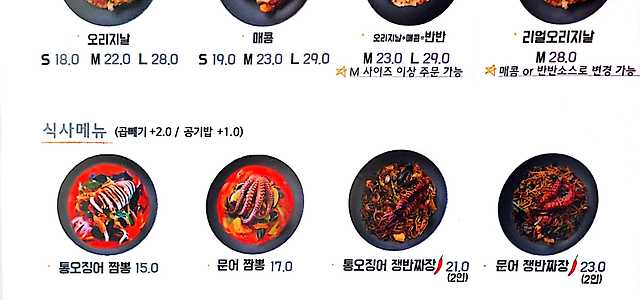 오리지날 매콤 오리지날+매콤=반반 리얼오리지날
S 18.0 M 22.0 L 28.0 S 19.0 M 23.0 L 29.0 M 23.0 L 29.0 M 28.0
M 사이즈 이상 주문 가능 매콤 or 반반소스로 변경 가능
식사메뉴 (곱빼기 +2.0 / 공기밥 +1.0)
통오징어 짬뽕 15.0 문어 짬뽕 17.0 통오징어 쟁반짜장 21.0 문어 쟁반짜장 23.0
(2인) (2인)